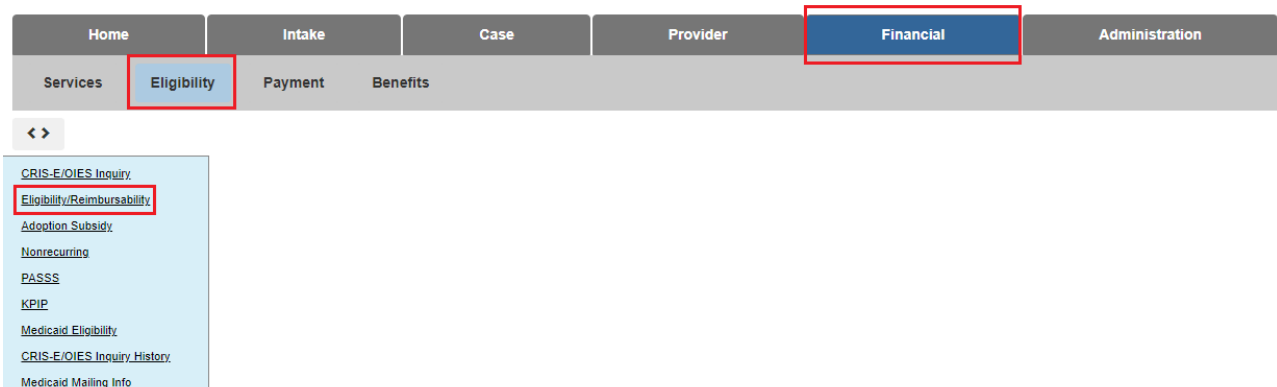 Home Intake Case Provider Financial Administration
Services Eligibility Payment Benefits
CRIS-E/OIES Inquiry
Eligibility/Reimbursability
Adoption Subsidy
Nonrecurring
PASSS
KPIP
Medicaid Eligibility
CRIS-E/OIES Inquiry History
Medicaid Mailing Info